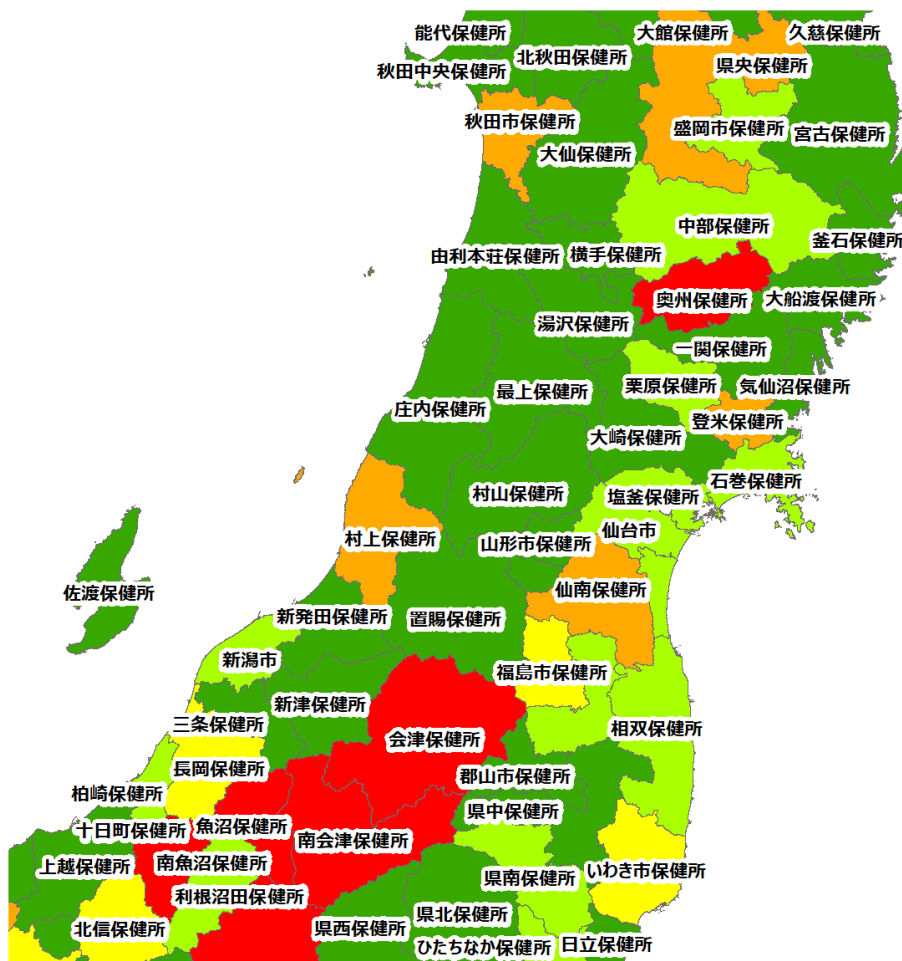 能代保健所
大館保健所
久慈保健所
北秋田保健所
県央保健所
秋田中央保健所
秋田市保健所
盛岡市保健所
宮古保健所
大仙保健所
中部保健所
釜石保健所
由利本荘保健所
横手保健所
奥州保健所
大船渡保健所
湯沢保健所
一関保健所
栗原保健所
気仙沼保健所
最上保健所
庄内保健所
登米保健所
大崎保健所
石巻保健所
村山保健所
塩釜保健所
仙台市
村上保健所
山形市保健所
仙南保健所
佐渡保健所
新発田保健所
置賜保健所
新潟市
福島市保健所
新津保健所
三条保健所
相双保健所
会津保健所
長岡保健所
郡山市保健所
柏崎保健所
県中保健所
十日町保健所
魚沼保健所
南会津保健所
上越保健所
南魚沼保健所
いわき市保健所
県南保健所
利根沼田保健所
北信保健所
県西保健所
県北保健所
ひたちなか保健所
日立保健所